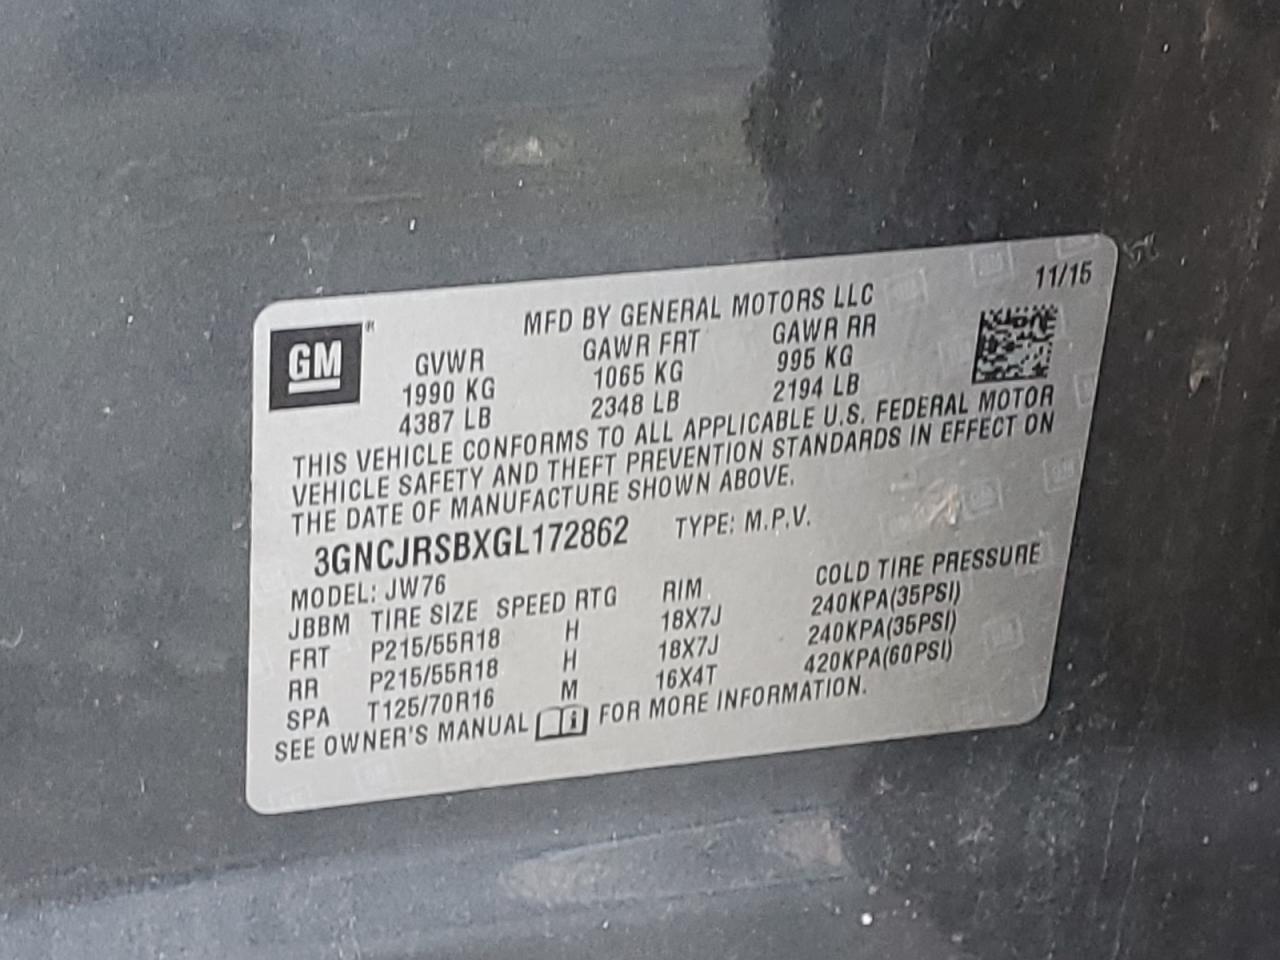 11/15
MFD BY GENERAL MOTORS LLC
GM
GVWR GAWR FRT GAWR RR
1990 KG 1065 KG 995 KG
4387 LB 2348 LB 2194 LB
THIS VEHICLE CONFORMS TO ALL APPLICABLE U.S. FEDERAL MOTOR
VEHICLE SAFETY AND THEFT PREVENTION STANDARDS IN EFFECT ON
THE DATE OF MANUFACTURE SHOWN ABOVE.
3GNCJRSBXGL172862 TYPE: M.P.V.
MODEL: JW76
JBBM TIRE SIZE SPEED RTG RIM COLD TIRE PRESSURE
FRT P215/55R18 H 18X7J 240KPA(35PSI)
RR P215/55R18 H 18X7J 240KPA(35PSI)
SPA T125/70R16 M 16X4T 420KPA(60PSI)
SEE OWNER'S MANUAL FOR MORE INFORMATION.